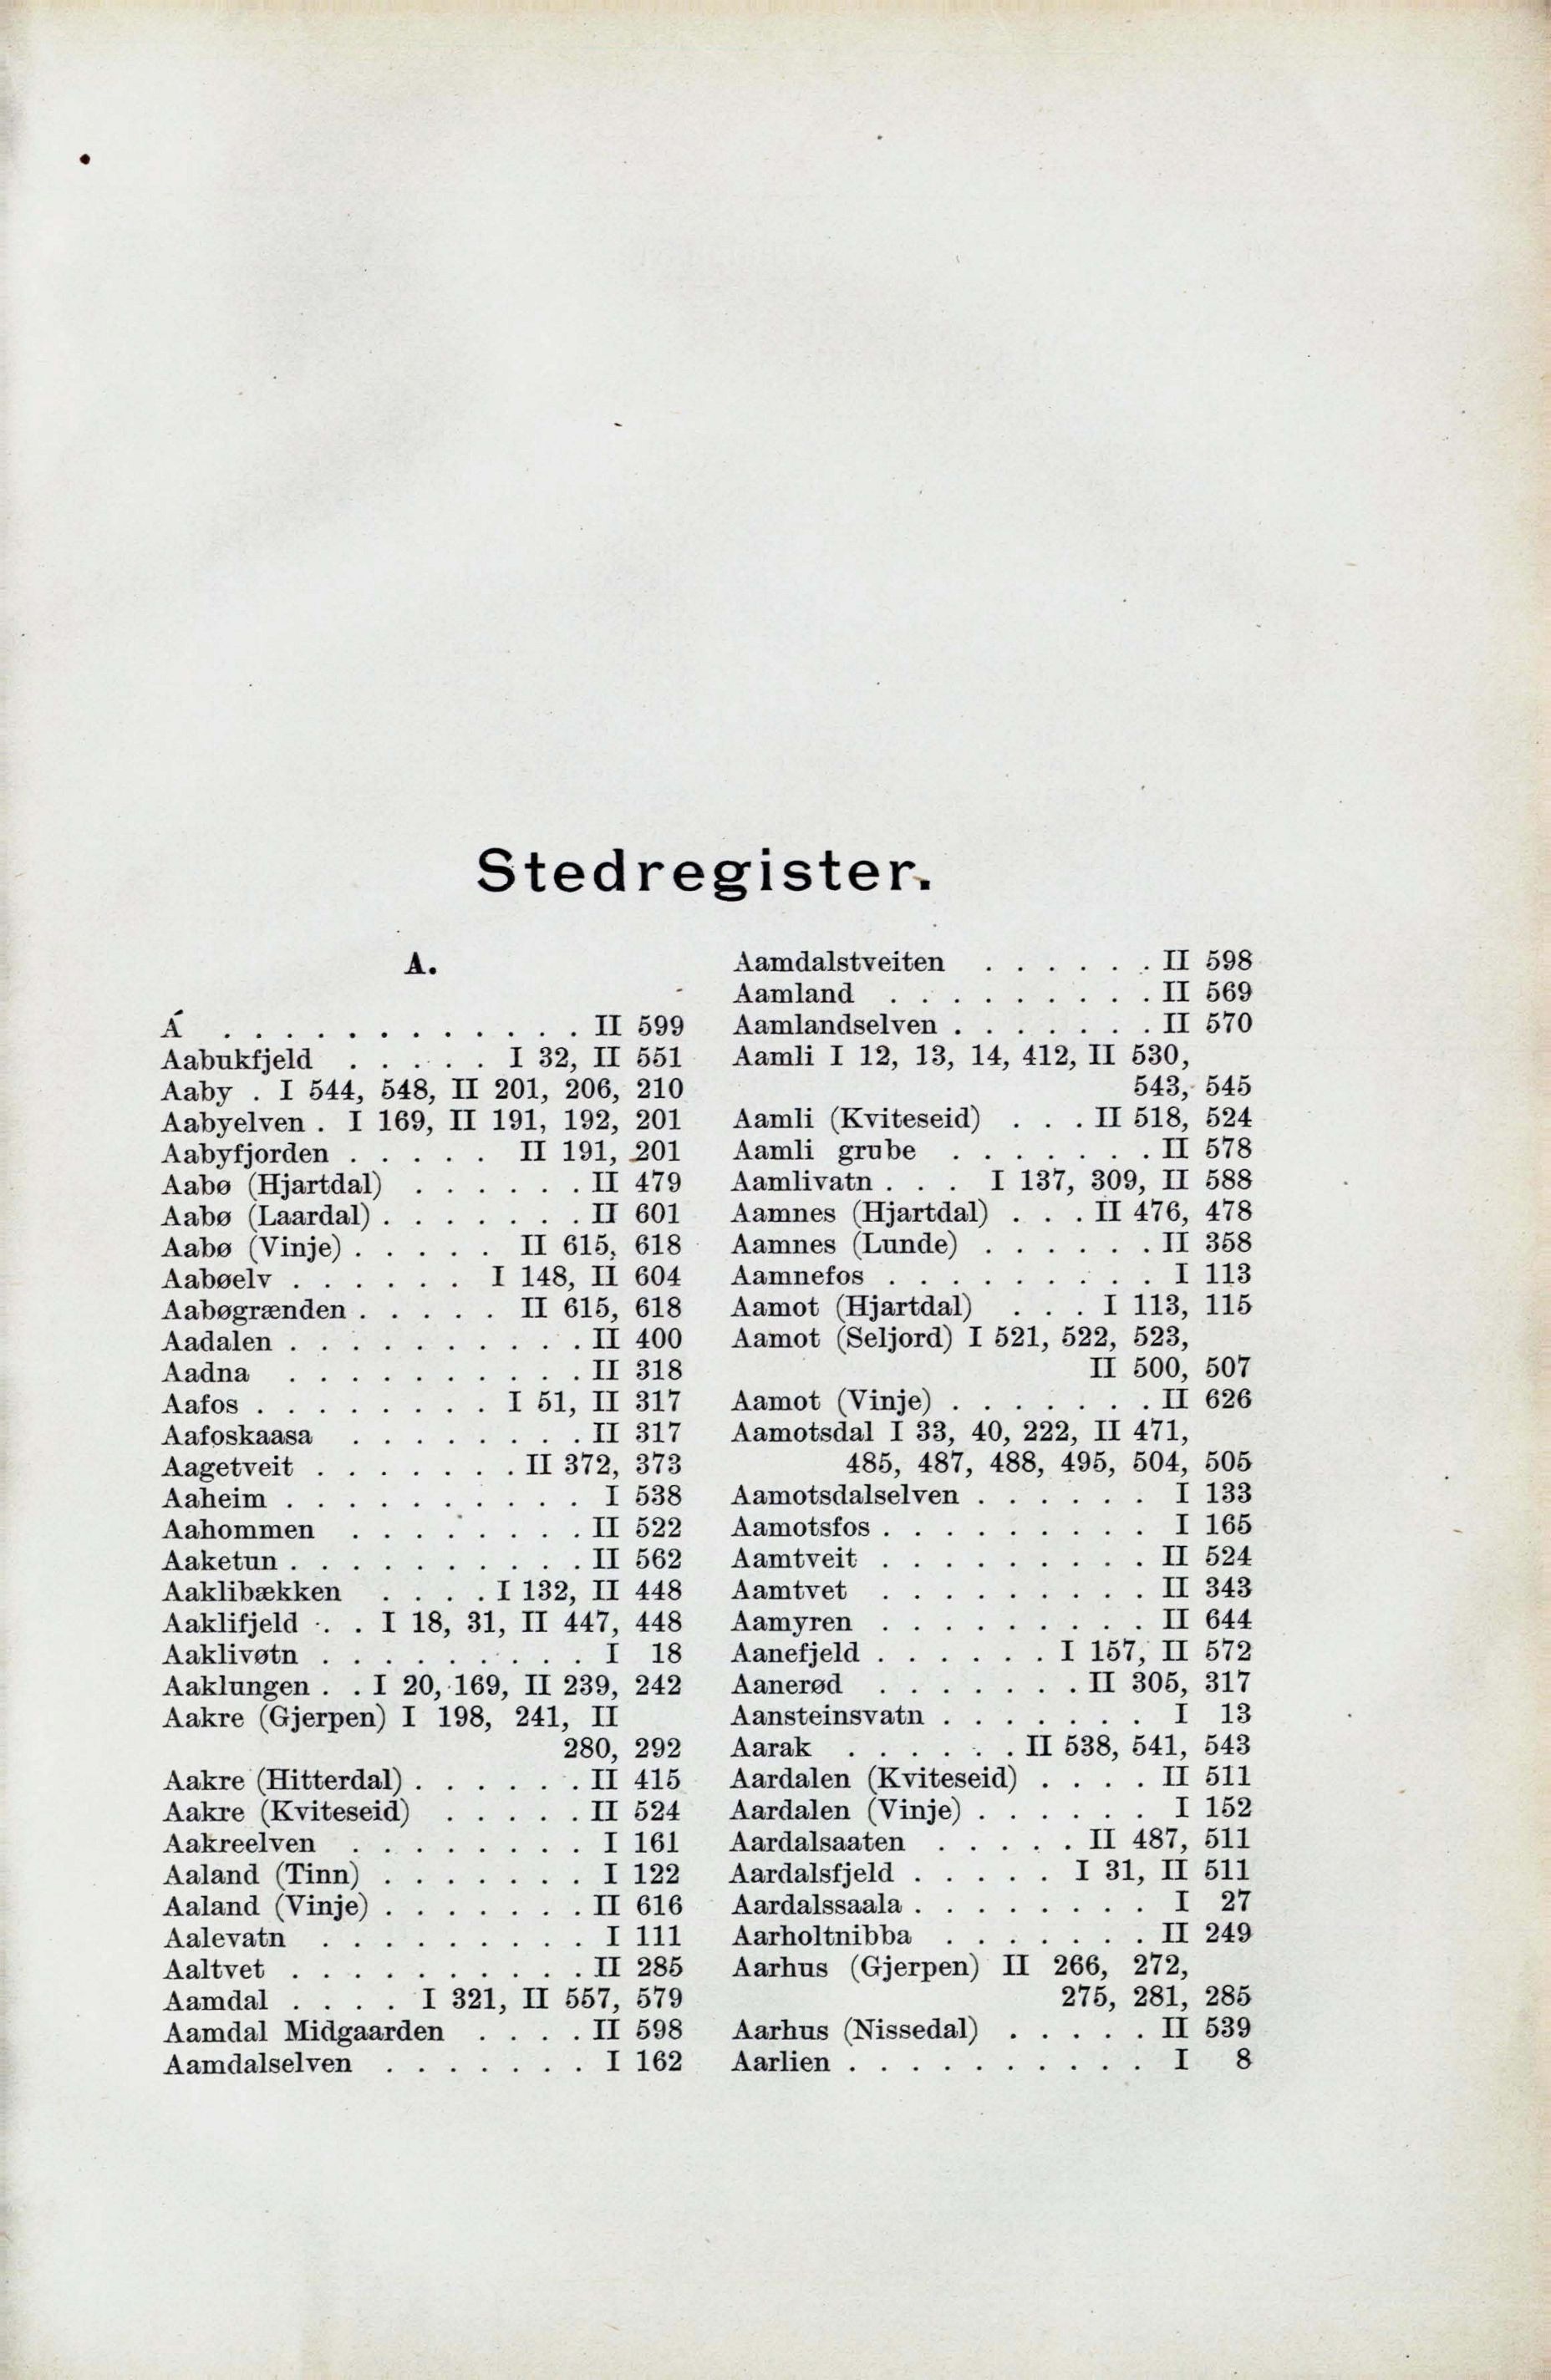 Stedregister.
A.
Á . . . . . . . . . . . . II 599
Aabukfjeld . . . . . I 32, II 551
Aaby . I 544, 548, II 201, 206, 210
Aabyelven . I 169, II 191, 192, 201
Aabyfjorden . . . . . II 191, 201
Aabø (Hjartdal) . . . . . . II 479
Aabø (Laardal) . . . . . . . II 601
Aabø (Vinje) . . . . . II 615, 618
Aabøelv . . . . . . I 148, II 604
Aabøgrænden . . . . . II 615, 618
Aadalen . . . . . . . . . . II 400
Aadna . . . . . . . . . . II 318
Aafos . . . . . . . . I 51, II 317
Aafoskaasa . . . . . . . . II 317
Aagetveit . . . . . . . II 372, 373
Aaheim . . . . . . . . . . I 538
Aahommen . . . . . . . . II 522
Aaketun . . . . . . . . . . II 562
Aaklibækken . . . . I 132, II 448
Aaklifjeld . . . I 18, 31, II 447, 448
Aaklivøtn . . . . . . . . . I 18
Aaklungen . . I 20, 169, II 239, 242
Aakre (Gjerpen) I 198, 241, II
280, 292
Aakre (Hitterdal) . . . . . . II 415
Aakre (Kviteseid) . . . . . II 524
Aakreelven . . . . . . . . I 161
Aaland (Tinn) . . . . . . . I 122
Aaland (Vinje) . . . . . . . II 616
Aalevatn . . . . . . . . . I 111
Aaltvet . . . . . . . . . . II 285
Aamdal . . . . I 321, II 557, 579
Aamdal Midgaarden . . . . II 598
Aamdalselven . . . . . . . I 162
Aamdalstveiten . . . . . . II 598
Aamland . . . . . . . . . II 569
Aamlandselven . . . . . . . II 570
Aamli I 12, 13, 14, 412, II 530,
543, 545
Aamli (Kviteseid) . . . II 518, 524
Aamli grube . . . . . . . II 578
Aamlivatn . . . I 137, 309, II 588
Aamnes (Hjartdal) . . . II 476, 478
Aamnes (Lunde) . . . . . . II 358
Aamnefos . . . . . . . . . I 113
Aamot (Hjartdal) . . . I 113, 115
Aamot (Seljord) I 521, 522, 523,
II 500, 507
Aamot (Vinje) . . . . . . . II 626
Aamotsdal I 33, 40, 222, II 471,
485, 487, 488, 495, 504, 505
Aamotsdalselven . . . . . . I 133
Aamotsfos . . . . . . . . . I 165
Aamtveit . . . . . . . . . II 524
Aamtvet . . . . . . . . . II 343
Aamyren . . . . . . . . . II 644
Aanefjeld . . . . . . I 157, II 572
Aanerød . . . . . . . II 305, 317
Aansteinsvatn . . . . . . . I 13
Aarak . . . . . . II 538, 541, 543
Aardalen (Kviteseid) . . . . II 511
Aardalen (Vinje) . . . . . . I 152
Aardalsaaten . . . . . II 487, 511
Aardalsfjeld . . . . . I 31, II 511
Aardalssaala . . . . . . . . I 27
Aarholtnibba . . . . . . . II 249
Aarhus (Gjerpen) II 266, 272,
275, 281, 285
Aarhus (Nissedal) . . . . . II 539
Aarlien . . . . . . . . . . I 8